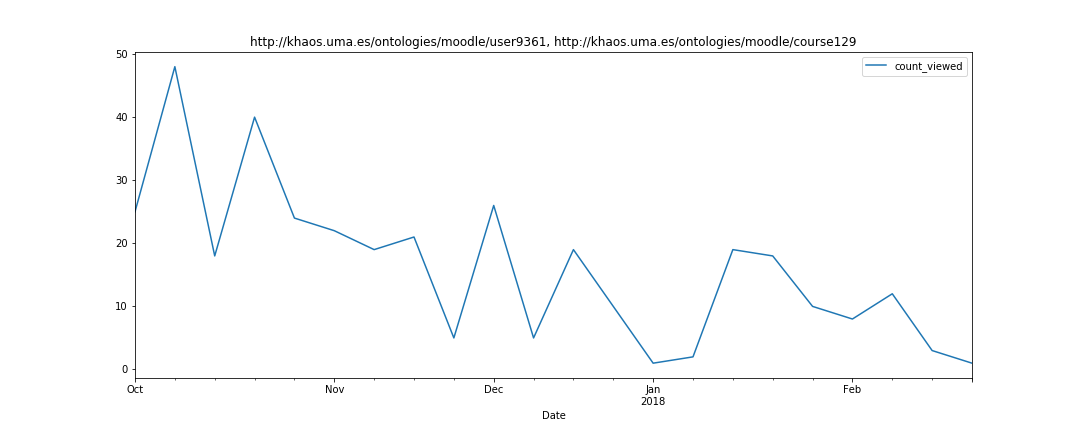 http://khaos.uma.es/ontologies/moodle/user9361, http://khaos.uma.es/ontologies/moodle/course129
count_viewed
50
40
30
20
10
0
Oct Nov Dec Jan Feb
2018
Date